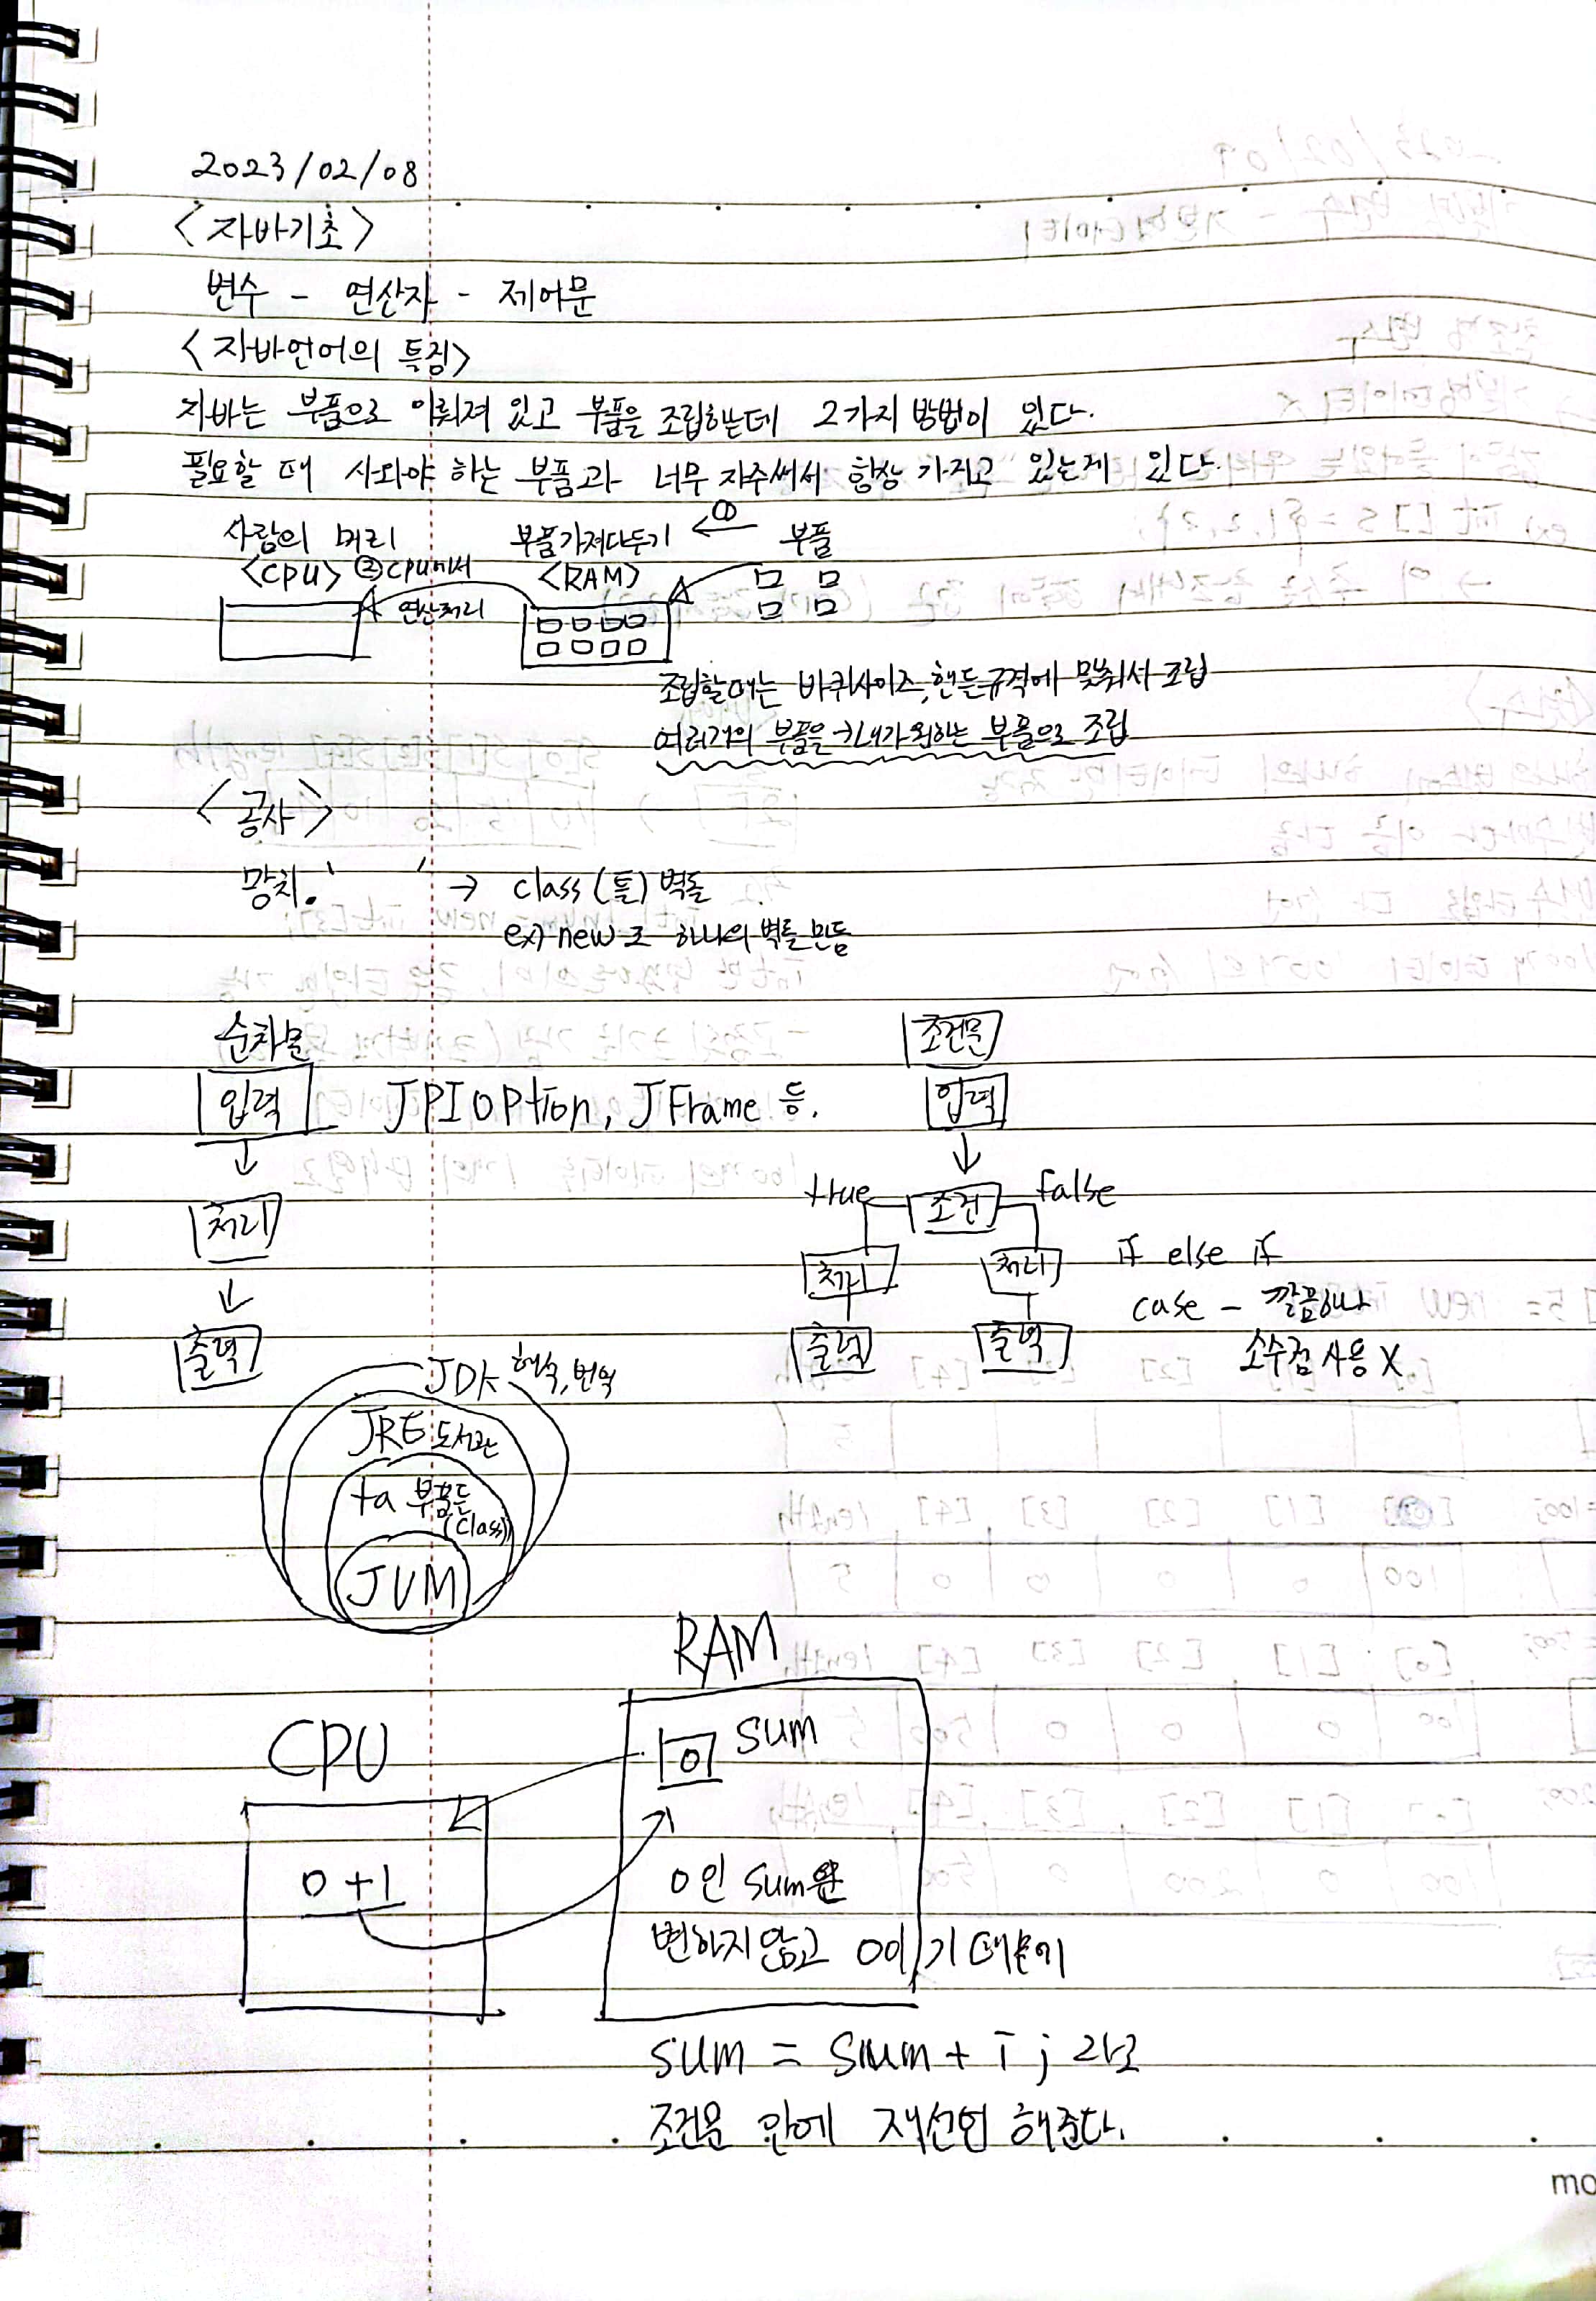 2023/02/08
<자바기초>
변수 - 연산자 - 제어문
<자바언어의 특징>
자바는 부품으로 이뤄져 있고 부품을 조립하는데 2가지 방법이 있다.
필요할 때 사와야 하는 부품과 너무 자주써서 항상 가지고 있는게 있다.
사람의 머리 부품가져다두기 ① 부품
<CPU> ②CPU에서 <RAM>
연산처리
조립할때는 바퀴사이즈, 핸들규격에 맞춰서 조립
여러개의 부품을 내가 원하는 부품으로 조립
<공사>
망치. → class (틀) 벽돌
ex) new로 하나의 벽돌 만듬
순차문 조건문
입력 JPIOPtion, JFrame 등. 입력
true 조건 false
처리 처리 처리 if else if
case - 깔끔하나
출력 출력 출력 소수점 사용 X
JDK 해석, 번역
JRE 도서관
부품든
(class)
JVM
RAM
CPU
0 sum
0+1
0인 sum은
변하지않고 0이기 때문에
sum = sum + i; 라고
조건문 안에 재선언 해준다.
mo